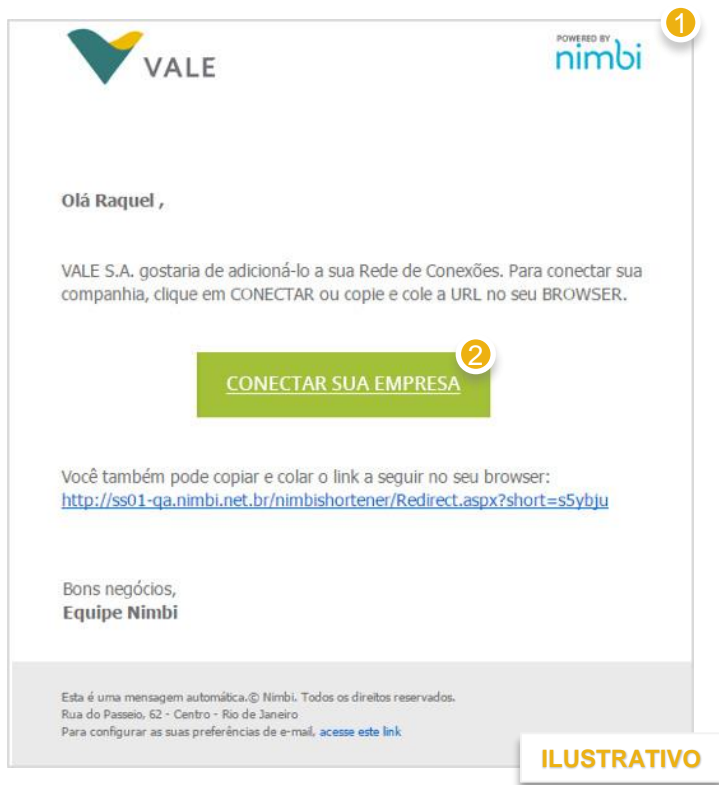 1
VALE
POWERED BY
nimbi
Olá Raquel ,
VALE S.A. gostaria de adicioná-lo a sua Rede de Conexões. Para conectar sua
companhia, clique em CONECTAR ou copie e cole a URL no seu BROWSER.
2
CONECTAR SUA EMPRESA
Você também pode copiar e colar o link a seguir no seu browser:
http://ss01-qa.nimbi.net.br/nimbishortener/Redirect.aspx?short=s5ybju
Bons negócios,
Equipe Nimbi
Esta é uma mensagem automática.© Nimbi. Todos os direitos reservados.
Rua do Passeio, 62 - Centro - Rio de Janeiro
Para configurar as suas preferências de e-mail, acesse este link
ILUSTRATIVO